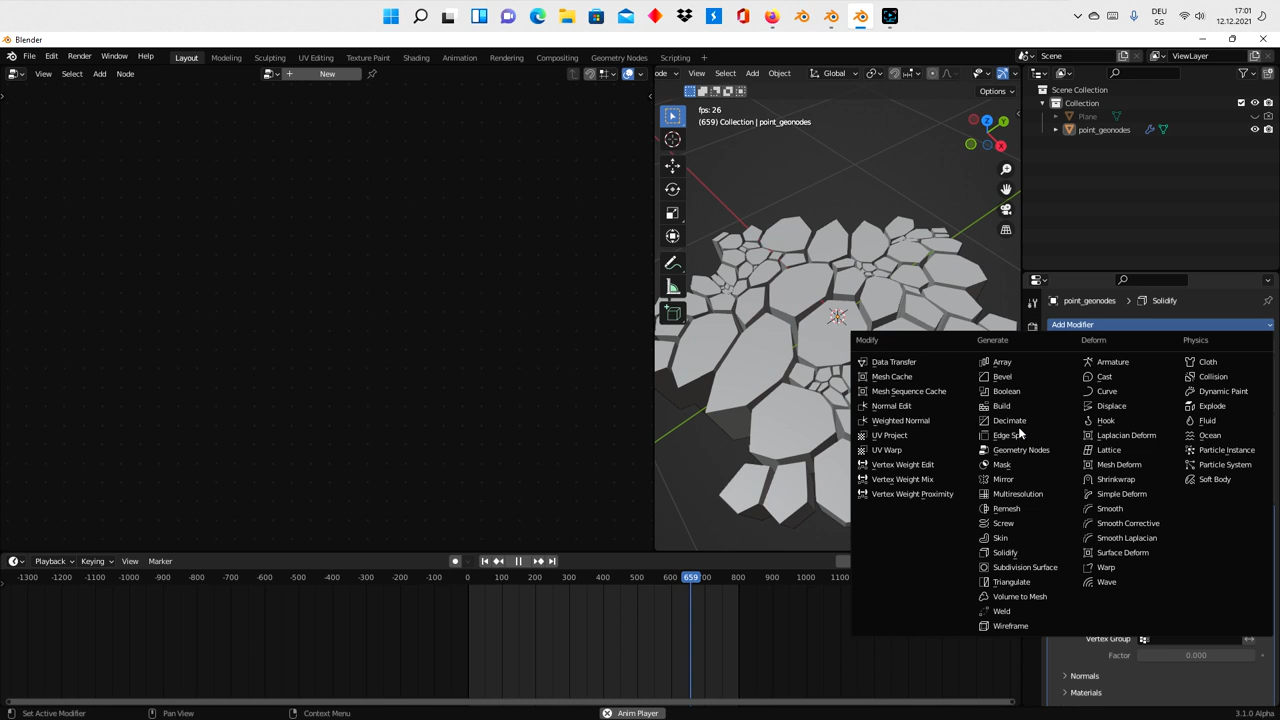 DEU
SG
17:01
12.12.2021
Blender
File Edit Render Window Help
Layout Modeling Sculpting UV Editing Texture Paint Shading Animation Rendering Compositing Geometry Nodes Scripting
Scene
ViewLayer
View Select Add Node
New
ode View Select Add Object
Global
Options
fps: 26
(659) Collection | point_geonodes
Z
Y
X
Scene Collection
Collection
Plane
point_geonodes
point_geonodes > Solidify
Add Modifier
Modify Generate Deform Physics
Data Transfer Array Armature Cloth
Mesh Cache Bevel Cast Collision
Mesh Sequence Cache Boolean Curve Dynamic Paint
Normal Edit Build Displace Explode
Weighted Normal Decimate Hook Fluid
UV Project Edge Sp Laplacian Deform Ocean
UV Warp Geometry Nodes Lattice Particle Instance
Vertex Weight Edit Mask Mesh Deform Particle System
Vertex Weight Mix Mirror Shrinkwrap Soft Body
Vertex Weight Proximity Multiresolution Simple Deform
Remesh Smooth
Screw Smooth Corrective
Skin Smooth Laplacian
Solidify Surface Deform
Subdivision Surface Warp
Triangulate Wave
Volume to Mesh
Weld
Wireframe
Vertex Group
Factor 0.000
Normals
Materials
Playback Keying View Marker
-1300 -1200 -1100 -1000 -900 -800 -700 -600 -500 -400 -300 -200 -100 0 100 200 300 400 500 600 659 700 800 900 1000 1100
Set Active Modifier Pan View Context Menu Anim Player 3.1.0 Alpha